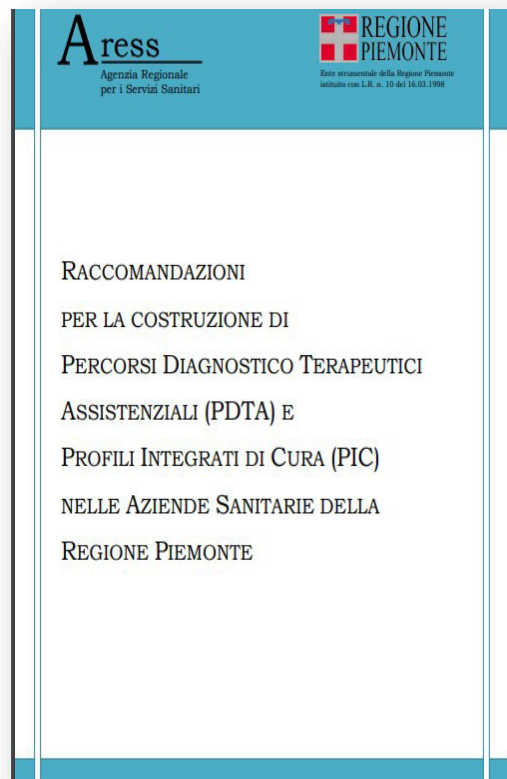 Aress
Agenzia Regionale
per i Servizi Sanitari
REGIONE
PIEMONTE
Ente strumentale della Regione Piemonte
istituito con L.R. n. 10 del 16.03.1998
RACCOMANDAZIONI
PER LA COSTRUZIONE DI
PERCORSI DIAGNOSTICO TERAPEUTICI
ASSISTENZIALI (PDTA) E
PROFILI INTEGRATI DI CURA (PIC)
NELLE AZIENDE SANITARIE DELLA
REGIONE PIEMONTE